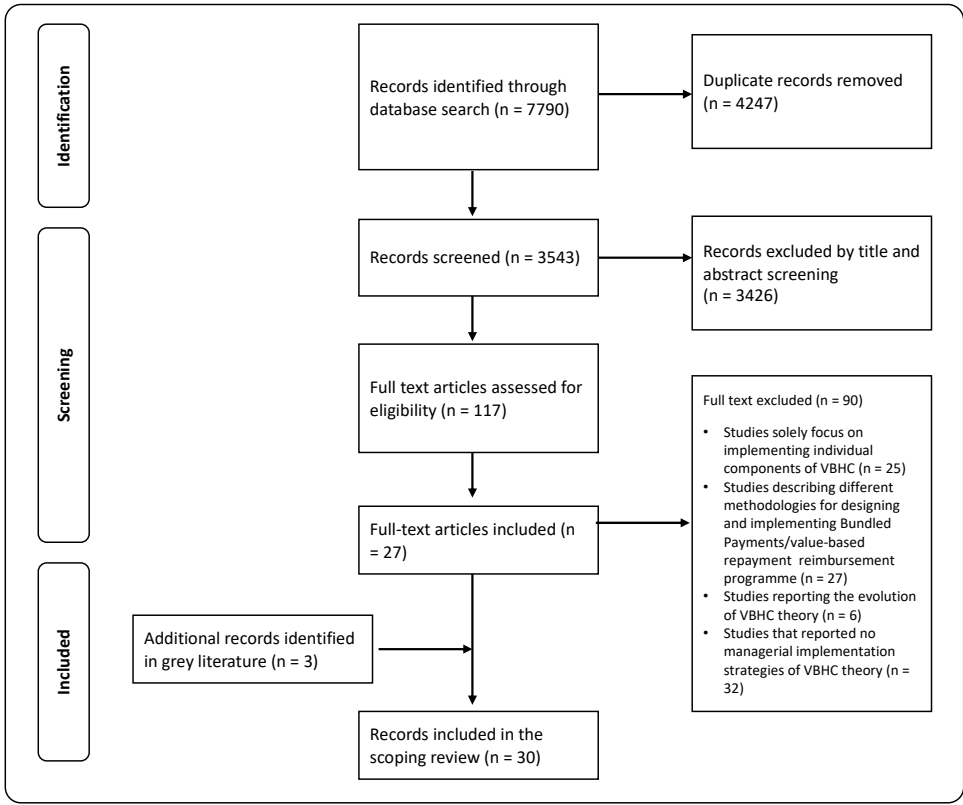 Identification
Records identified through
database search (n = 7790)
Duplicate records removed
(n = 4247)
Screening
Records screened (n = 3543)
Records excluded by title and
abstract screening
(n = 3426)
Full text articles assessed for
eligibility (n = 117)
Full text excluded (n = 90)
• Studies solely focus on
implementing individual
components of VBHC (n = 25)
• Studies describing different
methodologies for designing
and implementing Bundled
Payments/value-based
repayment reimbursement
programme (n = 27)
• Studies reporting the evolution
of VBHC theory (n = 6)
• Studies that reported no
managerial implementation
strategies of VBHC theory (n =
32)
Full-text articles included (n
= 27)
Included
Additional records identified
in grey literature (n = 3)
Records included in the
scoping review (n = 30)